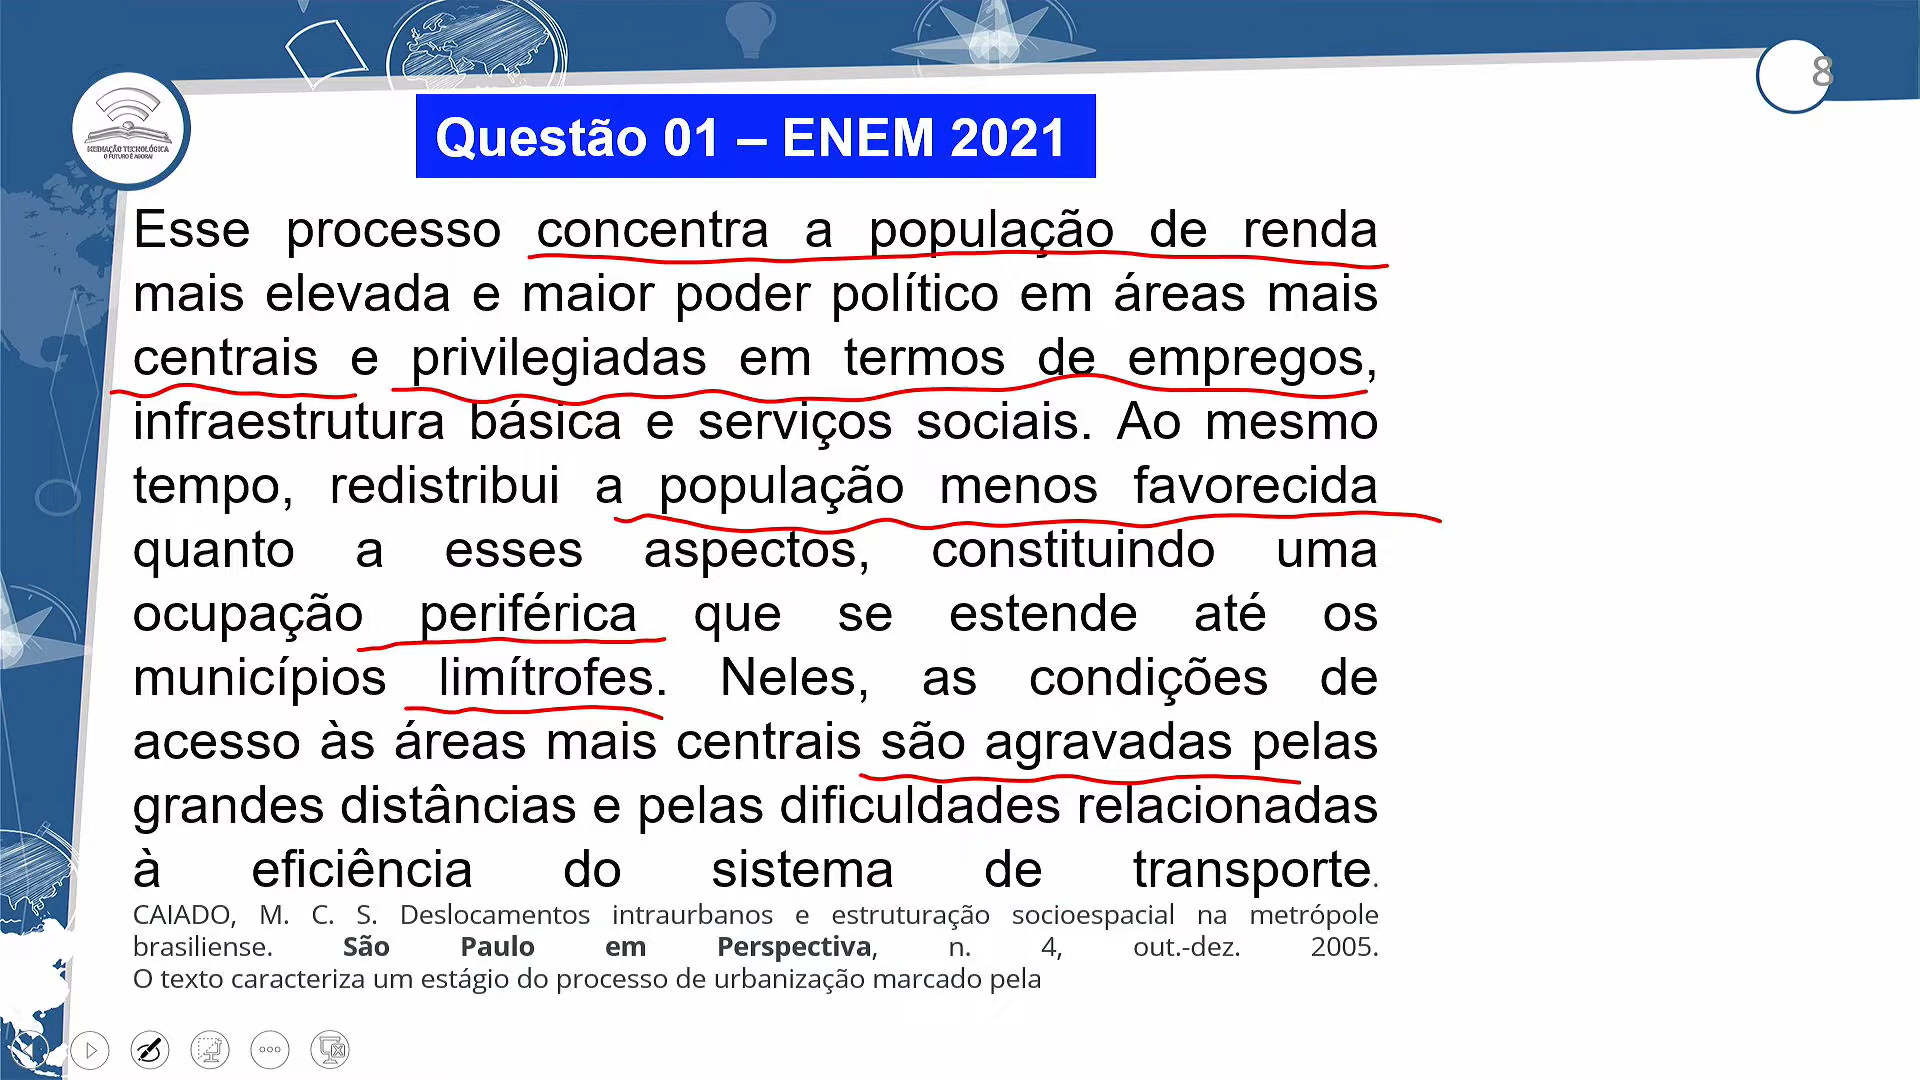 8
MEDIAÇÃO TECNOLÓGICA
O FUTURO É AGORA!
Questão 01 – ENEM 2021
Esse processo concentra a população de renda
mais elevada e maior poder político em áreas mais
centrais e privilegiadas em termos de empregos,
infraestrutura básica e serviços sociais. Ao mesmo
tempo, redistribui a população menos favorecida
quanto a esses aspectos, constituindo uma
ocupação periférica que se estende até os
municípios limítrofes. Neles, as condições de
acesso às áreas mais centrais são agravadas pelas
grandes distâncias e pelas dificuldades relacionadas
à eficiência do sistema de transporte.
CAIADO, M. C. S. Deslocamentos intraurbanos e estruturação socioespacial na metrópole
brasiliense. São Paulo em Perspectiva, n. 4, out.-dez. 2005.
O texto caracteriza um estágio do processo de urbanização marcado pela